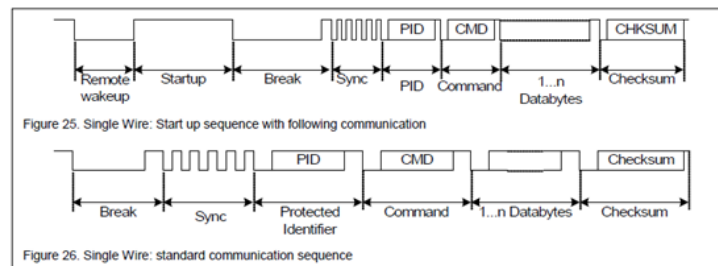 PID CMD CHKSUM
Remote wakeup Startup Break Sync PID Command 1...n Databytes Checksum
Figure 25. Single Wire: Start up sequence with following communication
PID CMD Checksum
Break Sync Protected Identifier Command 1...n Databytes Checksum
Figure 26. Single Wire: standard communication sequence